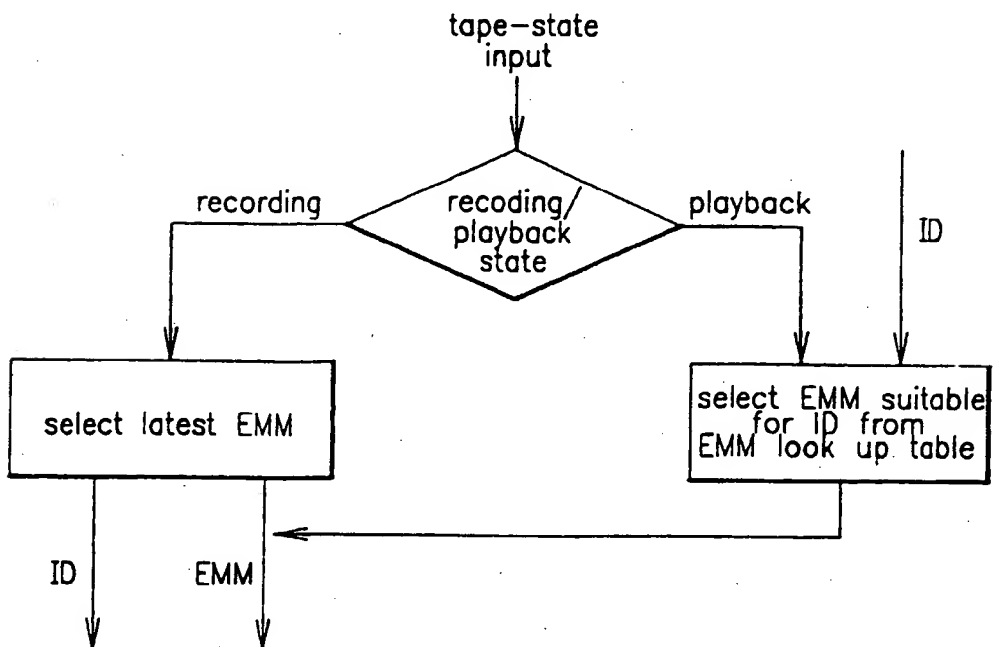 tape-state
input
recording
recoding/
playback
state
playback
ID
select latest EMM
select EMM suitable
for ID from
EMM look up table
ID
EMM